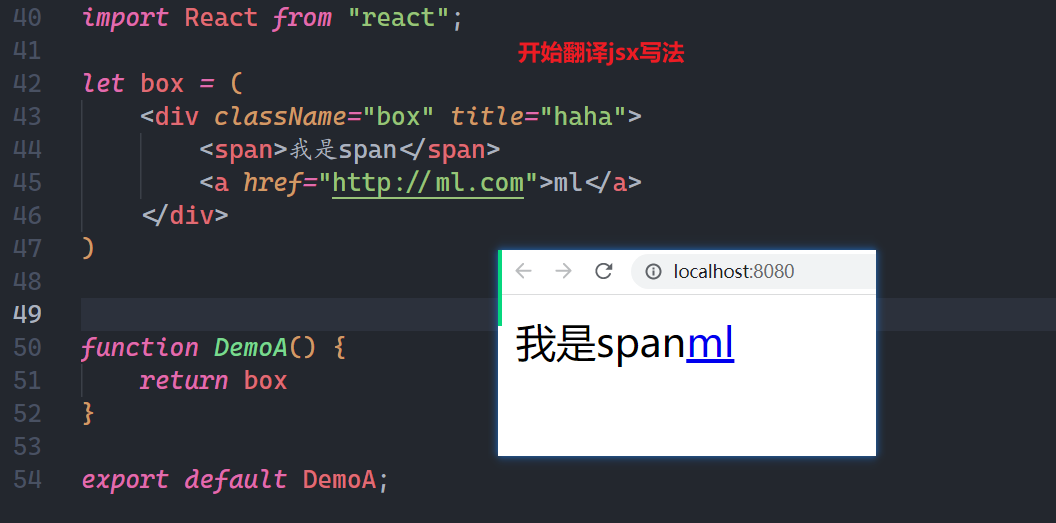 40 import React from "react";
41 开始翻译jsx写法
42 let box = (
43 <div className="box" title="haha">
44 <span>我是span</span>
45 <a href="http://ml.com">ml</a>
46 </div>
47 )
48
49
50 function DemoA() {
51 return box
52 }
53
54 export default DemoA;
localhost:8080
我是spanml